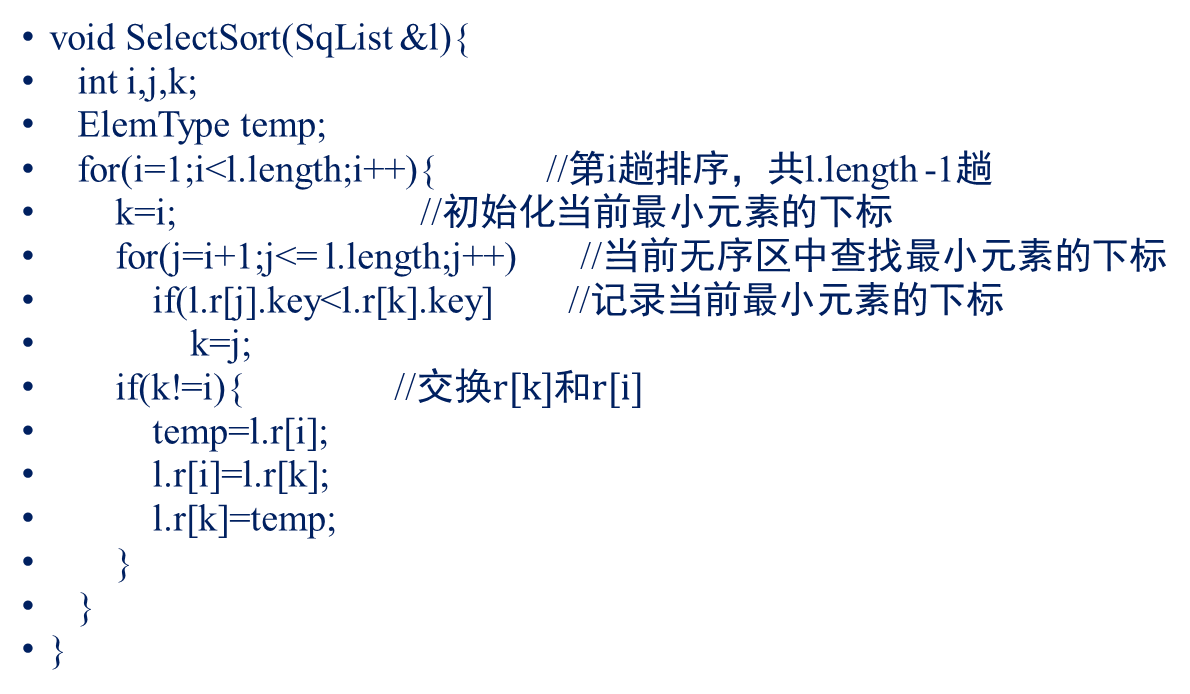 • void SelectSort(SqList &l){
• int i,j,k;
• ElemType temp;
• for(i=1;i<l.length;i++){ //第i趟排序，共l.length -1趟
• k=i; //初始化当前最小元素的下标
• for(j=i+1;j<= l.length;j++) //当前无序区中查找最小元素的下标
• if(l.r[j].key<l.r[k].key] //记录当前最小元素的下标
• k=j;
• if(k!=i){ //交换r[k]和r[i]
• temp=l.r[i];
• l.r[i]=l.r[k];
• l.r[k]=temp;
• }
• }
• }